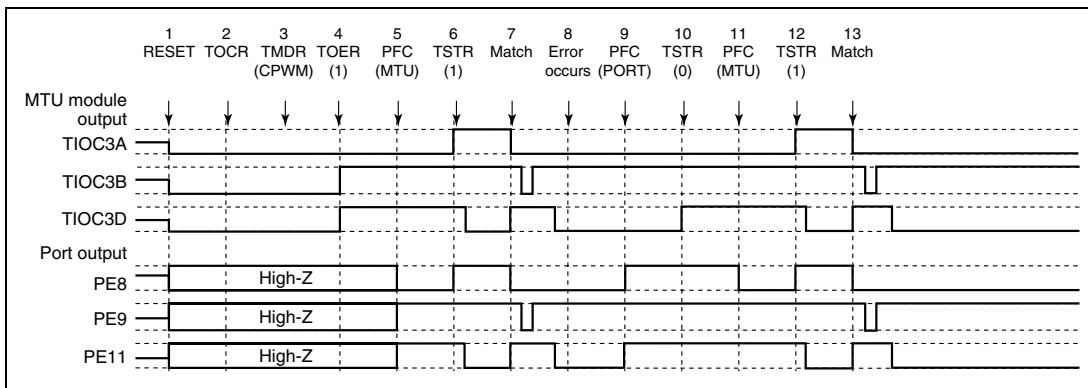 1 2 3 4 5 6 7 8 9 10 11 12 13
RESET TOCR TMDR TOER PFC TSTR Match Error PFC TSTR PFC TSTR Match
(CPWM) (1) (MTU) (1) occurs (PORT) (0) (MTU) (1)
MTU module
output
TIOC3A
TIOC3B
TIOC3D
Port output
PE8 High-Z
PE9 High-Z
PE11 High-Z